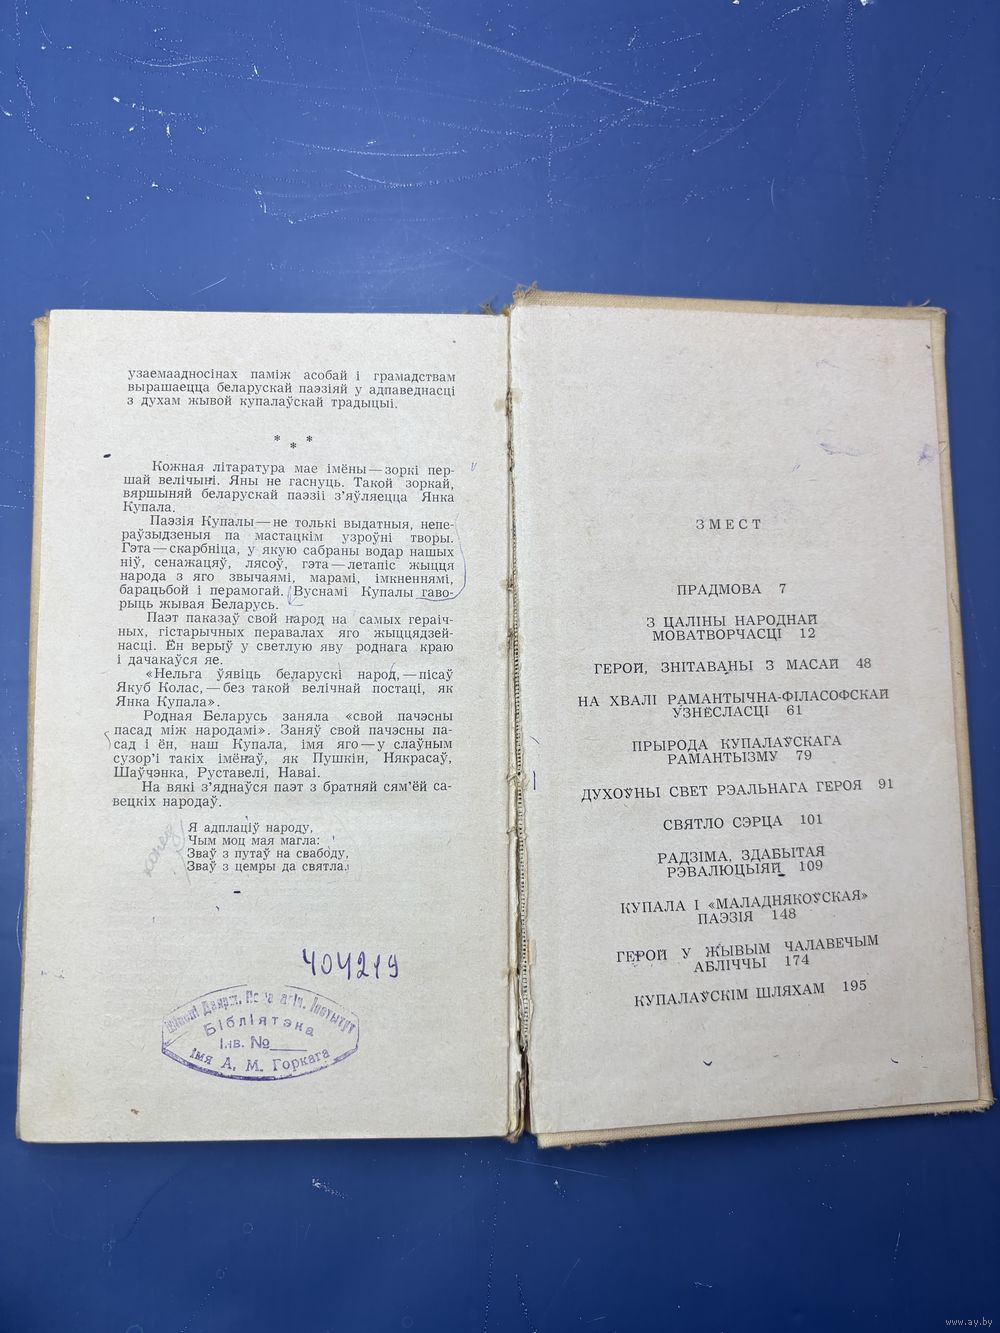 узаемаадносінах паміж асобай і грамадствам
вырашаецца беларускай паэзіяй у адпаведнасці
з духам жывой купалаўскай традыцыі.
* * *
Кожная літаратура мае імёны — зоркі пер-
шай велічыні. Яны не гаснуць. Такой зоркай,
вяршыняй беларускай паэзіі з’яўляецца Янка
Купала.
Паэзія Купалы — не толькі выдатныя, непе-
раўзыдзеныя па мастацкім узроўні творы.
Гэта — скарбніца, у якую сабраны водар нашых
ніў, сенажацяў, лясоў, гэта — летапіс жыцця
народа з яго звычаямі, марамі, імкненнямі,
барацьбой і перамогай. Вуснамі Купалы гаво-
рыць жывая Беларусь.
Паэт паказаў свой народ на самых гераіч-
ных, гістарычных перавалах яго жыццядзей-
насці. Ён верыў у светлую яву роднага краю
і дачакаўся яе.
«Нельга ўявіць беларускі народ, — пісаў
Якуб Колас, — без такой велічнай постаці, як
Янка Купала».
Родная Беларусь заняла «свой пачэсны
пасад між народамі». Заняў свой пачэсны па-
сад і ён, наш Купала, імя яго — у слаўным
сузор’і такіх імёнаў, як Пушкін, Някрасаў,
Шаўчэнка, Руставелі, Наваі.
На вякі з’яднаўся паэт з братняй сям’ёй са-
вецкіх народаў.
Я адплаціў народу,
Чым моц мая магла:
Зваў з путаў на свабоду,
Зваў з цемры да святла.
404219
Бібліятэка
Інв. №
імя А. М. Горкага
ЗМЕСТ
ПРАДМОВА 7
З ЦАЛІНЫ НАРОДНАЙ
МОВАТВОРЧАСЦІ 12
ГЕРОЙ, ЗНІТАВАНЫ З МАСАЙ 48
НА ХВАЛІ РАМАНТЫЧНА-ФІЛАСОФСКАЙ
УЗНЁСЛАСЦІ 61
ПРЫРОДА КУПАЛАЎСКАГА
РАМАНТЫЗМУ 79
ДУХОЎНЫ СВЕТ РЭАЛЬНАГА ГЕРОЯ 91
СВЯТЛО СЭРЦА 101
РАДЗІМА, ЗДАБЫТАЯ
РЭВАЛЮЦЫЯЙ 109
КУПАЛА І «МАЛАДНЯКОЎСКАЯ»
ПАЭЗІЯ 148
ГЕРОЙ У ЖЫВЫМ ЧАЛАВЕЧЫМ
АБЛІЧЧЫ 174
КУПАЛАЎСКІМ ШЛЯХАМ 195
www.ay.by